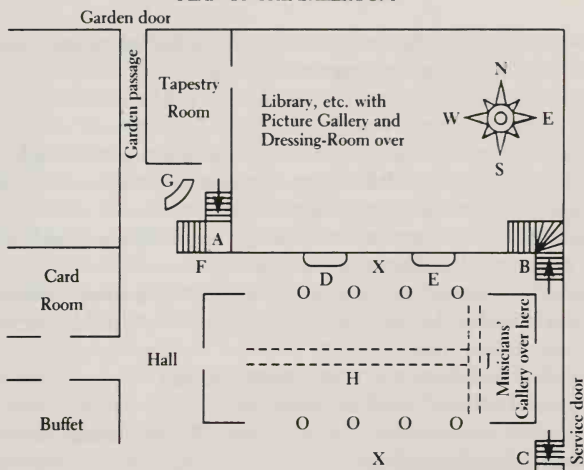 Garden door
Garden passage
Tapestry
Room
Library, etc. with
Picture Gallery and
Dressing-Room over
N
W
E
S
G
A
F
D
X
E
B
Card
Room
O O O O
Hall
H
J
Musicians'
Gallery over here
Buffet
O O O O
X
C
Service door